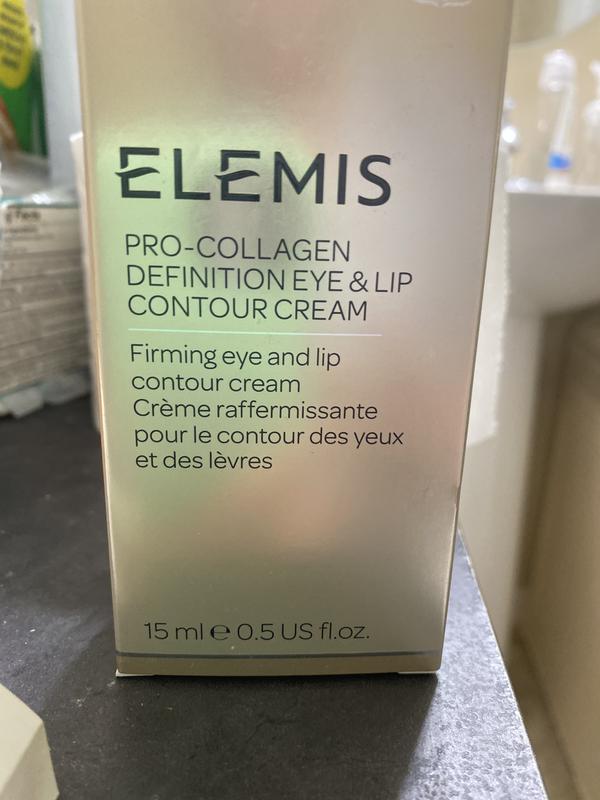 ELEMIS
PRO-COLLAGEN
DEFINITION EYE & LIP
CONTOUR CREAM
Firming eye and lip
contour cream
Crème raffermissante
pour le contour des yeux
et des lèvres
15 ml ℮ 0.5 US fl.oz.